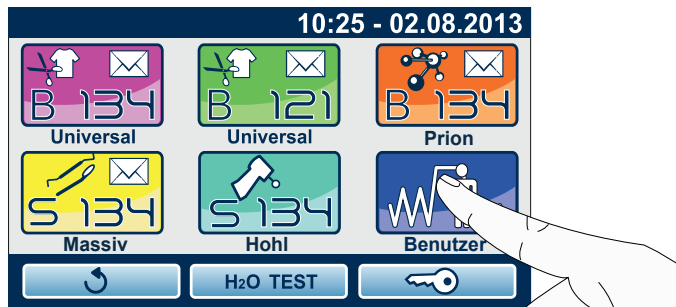 10:25 - 02.08.2013
B 134
B 121
B 134
Universal
Universal
Prion
S 134
S 134
Massiv
Hohl
Benutzer
H2O TEST